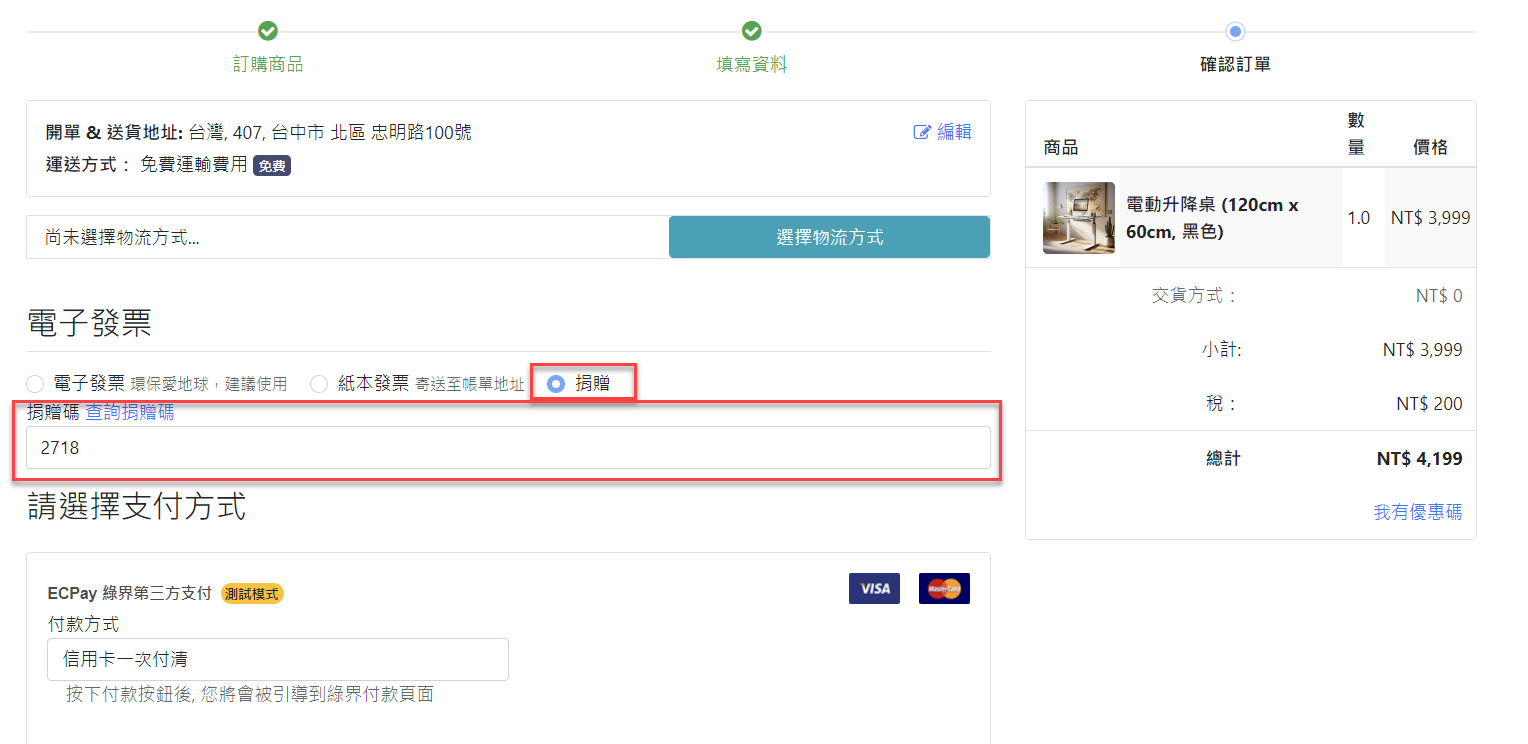 訂購商品
填寫資料
確認訂單
開單 & 送貨地址: 台灣, 407, 台中市 北區 忠明路100號
編輯
運送方式： 免費運輸費用 免費
尚未選擇物流方式...
選擇物流方式
電子發票
電子發票 環保愛地球，建議使用
紙本發票 寄送至帳單地址
捐贈
捐贈碼 查詢捐贈碼
2718
請選擇支付方式
ECPay 綠界第三方支付 測試模式
VISA
MasterCard
付款方式
信用卡一次付清
按下付款按鈕後, 您將會被引導到綠界付款頁面
商品
數
量
價格
電動升降桌 (120cm x
60cm, 黑色)
1.0
NT$ 3,999
交貨方式：
NT$ 0
小計:
NT$ 3,999
稅：
NT$ 200
總計
NT$ 4,199
我有優惠碼